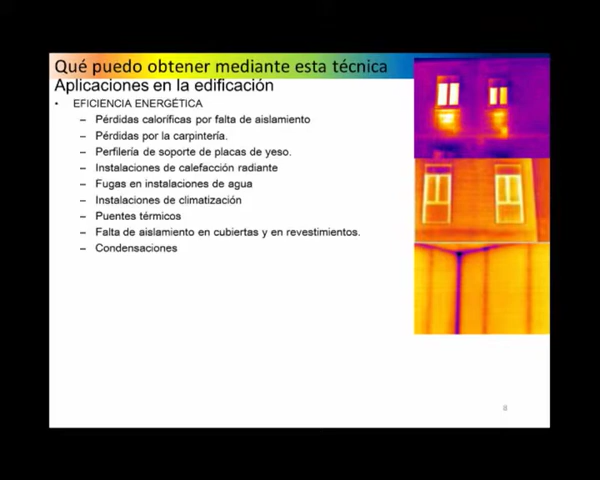 Qué puedo obtener mediante esta técnica
Aplicaciones en la edificación
• EFICIENCIA ENERGÉTICA
– Pérdidas caloríficas por falta de aislamiento
– Pérdidas por la carpintería.
– Perfilería de soporte de placas de yeso.
– Instalaciones de calefacción radiante
– Fugas en instalaciones de agua
– Instalaciones de climatización
– Puentes térmicos
– Falta de aislamiento en cubiertas y en revestimientos.
– Condensaciones
8